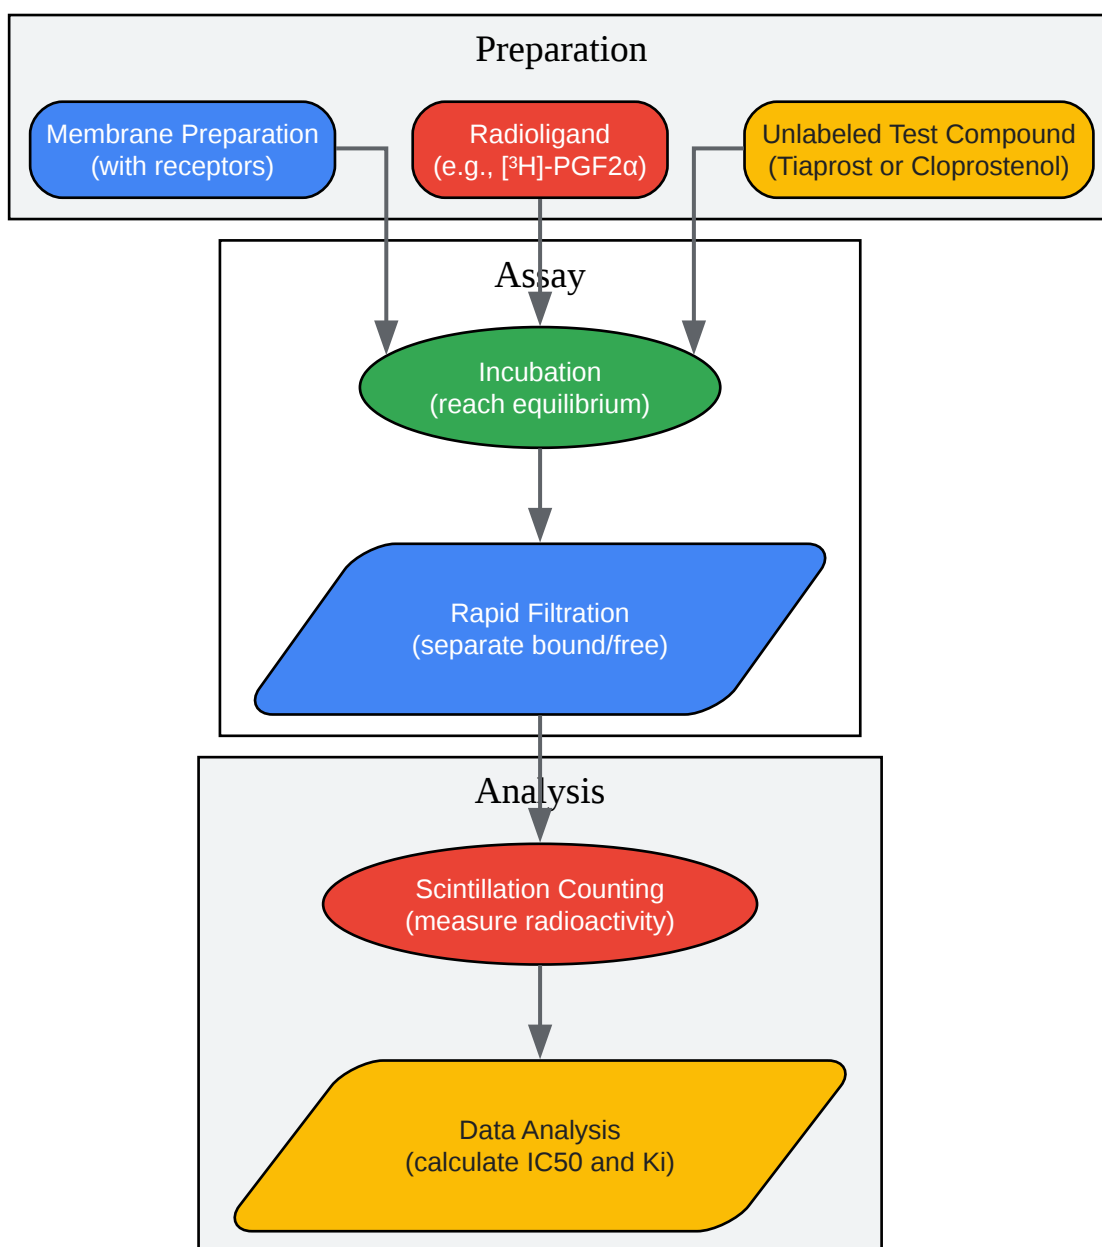 Preparation
Membrane Preparation
(with receptors)
Radioligand
(e.g., [³H]-PGF2α)
Unlabeled Test Compound
(Tiaprost or Cloprostenol)
Assay
Incubation
(reach equilibrium)
Rapid Filtration
(separate bound/free)
Analysis
Scintillation Counting
(measure radioactivity)
Data Analysis
(calculate IC50 and Ki)